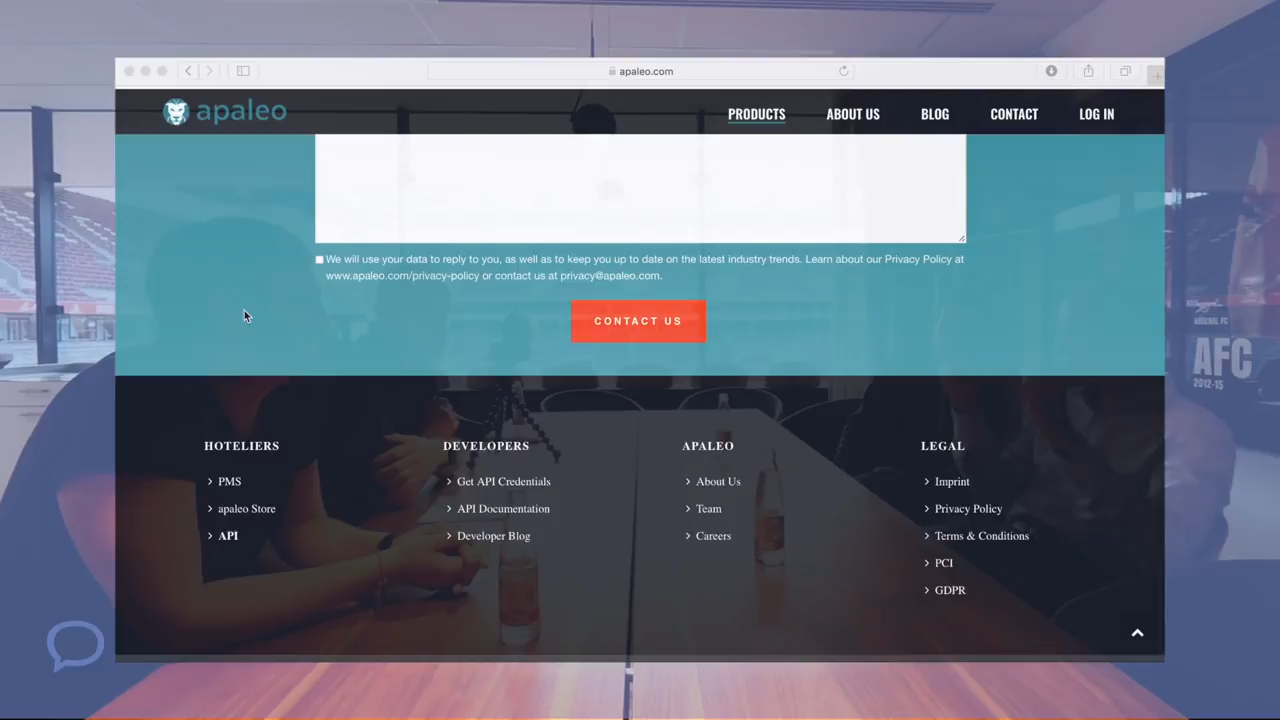 apaleo.com
apaleo
PRODUCTS
ABOUT US
BLOG
CONTACT
LOG IN
We will use your data to reply to you, as well as to keep you up to date on the latest industry trends. Learn about our Privacy Policy at
www.apaleo.com/privacy-policy or contact us at privacy@apaleo.com.
CONTACT US
HOTELIERS
PMS
apaleo Store
API
DEVELOPERS
Get API Credentials
API Documentation
Developer Blog
APALEO
About Us
Team
Careers
LEGAL
Imprint
Privacy Policy
Terms & Conditions
PCI
GDPR
ARSENAL FC
AFC
2012-15